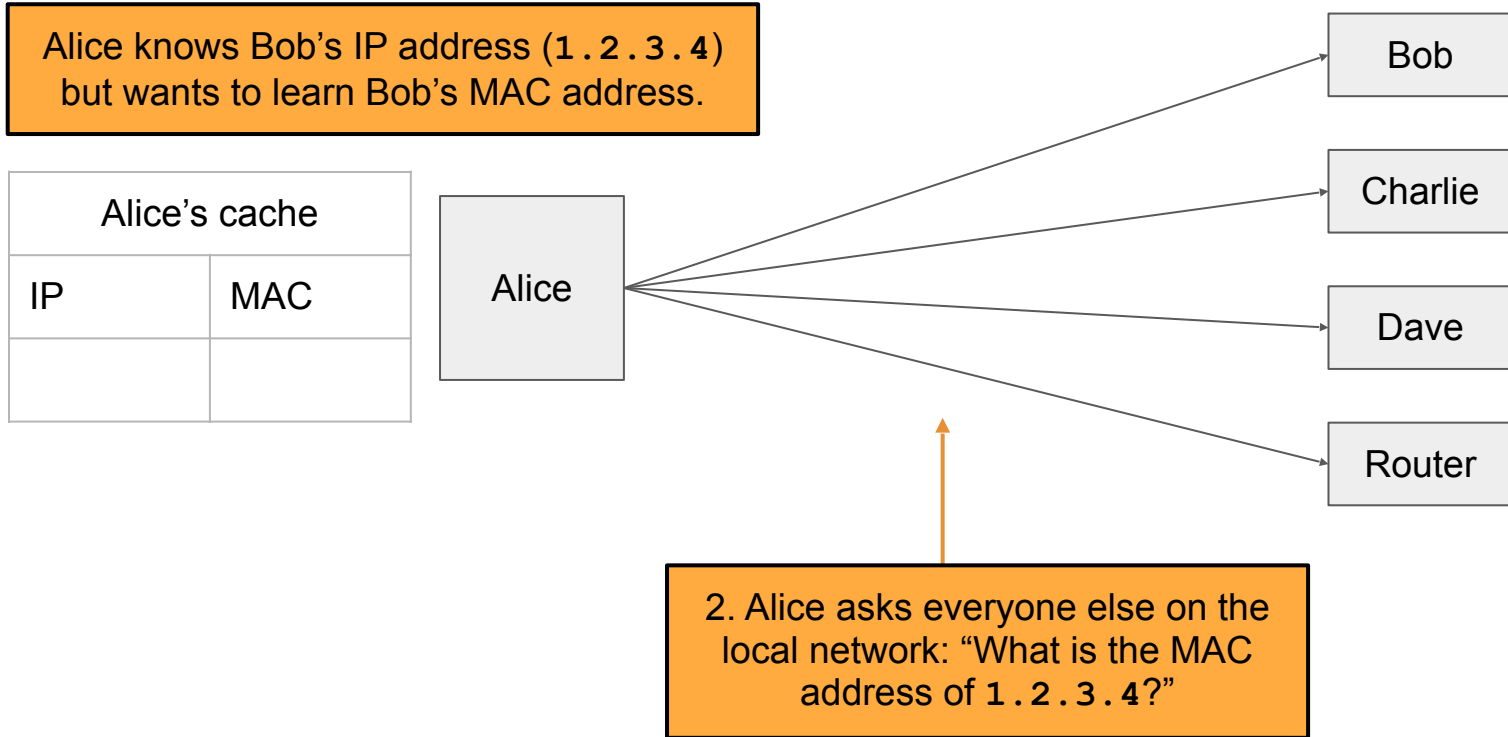 Alice knows Bob’s IP address (1.2.3.4)
but wants to learn Bob’s MAC address.
Alice’s cache
IP MAC
Alice
Bob
Charlie
Dave
Router
2. Alice asks everyone else on the
local network: “What is the MAC
address of 1.2.3.4?”